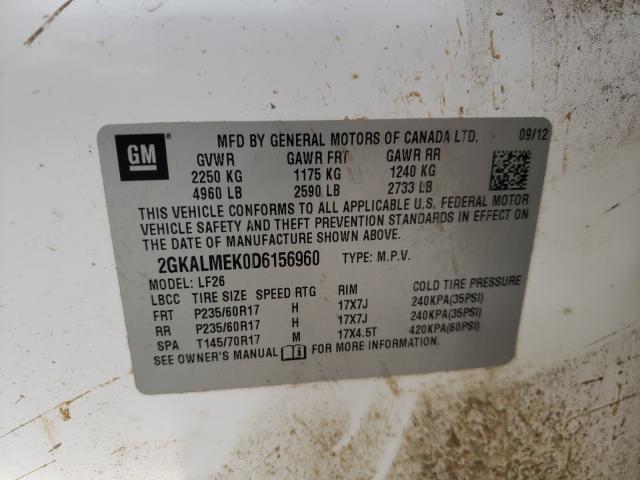 GM ® MFD BY GENERAL MOTORS OF CANADA LTD. 09/12
GVWR GAWR FRT GAWR RR
2250 KG 1175 KG 1240 KG
4960 LB 2590 LB 2733 LB
THIS VEHICLE CONFORMS TO ALL APPLICABLE U.S. FEDERAL MOTOR
VEHICLE SAFETY AND THEFT PREVENTION STANDARDS IN EFFECT ON
THE DATE OF MANUFACTURE SHOWN ABOVE.
2GKALMEK0D6156960 TYPE: M.P.V.
MODEL: LF26
LBCC TIRE SIZE SPEED RTG RIM COLD TIRE PRESSURE
FRT P235/60R17 H 17X7J 240KPA(35PSI)
RR P235/60R17 H 17X7J 240KPA(35PSI)
SPA T145/70R17 M 17X4.5T 420KPA(60PSI)
SEE OWNER'S MANUAL FOR MORE INFORMATION.